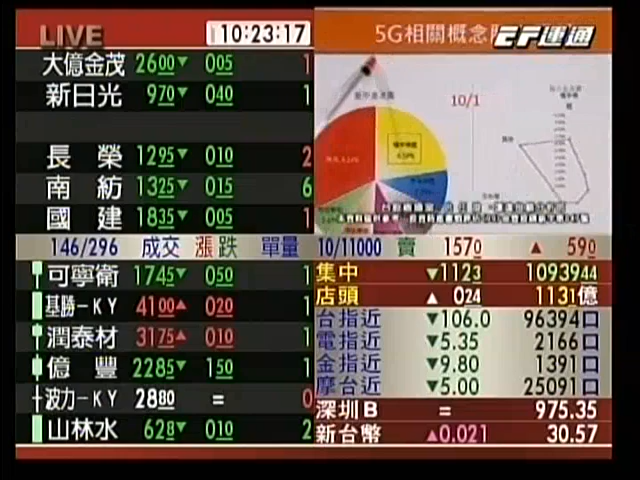 LIVE
10:23:17
大億金茂 2600▼ 005 1
新日光 970▼ 040 1
長榮 1295▼ 010 2
南紡 1325▼ 015 6
國建 1835▼ 005 1
146/296 成交 漲跌 單量
可寧衛 1745▼ 050 1
基勝－KY 4100▲ 020 1
潤泰材 3175▲ 010 1
億豐 2285▼ 150 1
波力－KY 2880 = 0
山林水 628▼ 010 2
5G相關概念
EF運通
10/1
10/11000 賣 1570 ▲ 590
集中 ▼1123 1093944
店頭 ▲024 1131億
台指近 ▼106.0 96394口
電指近 ▼5.35 2166口
金指近 ▼9.80 1391口
摩台近 ▼5.00 25091口
深圳B = 975.35
新台幣 ▲0.021 30.57